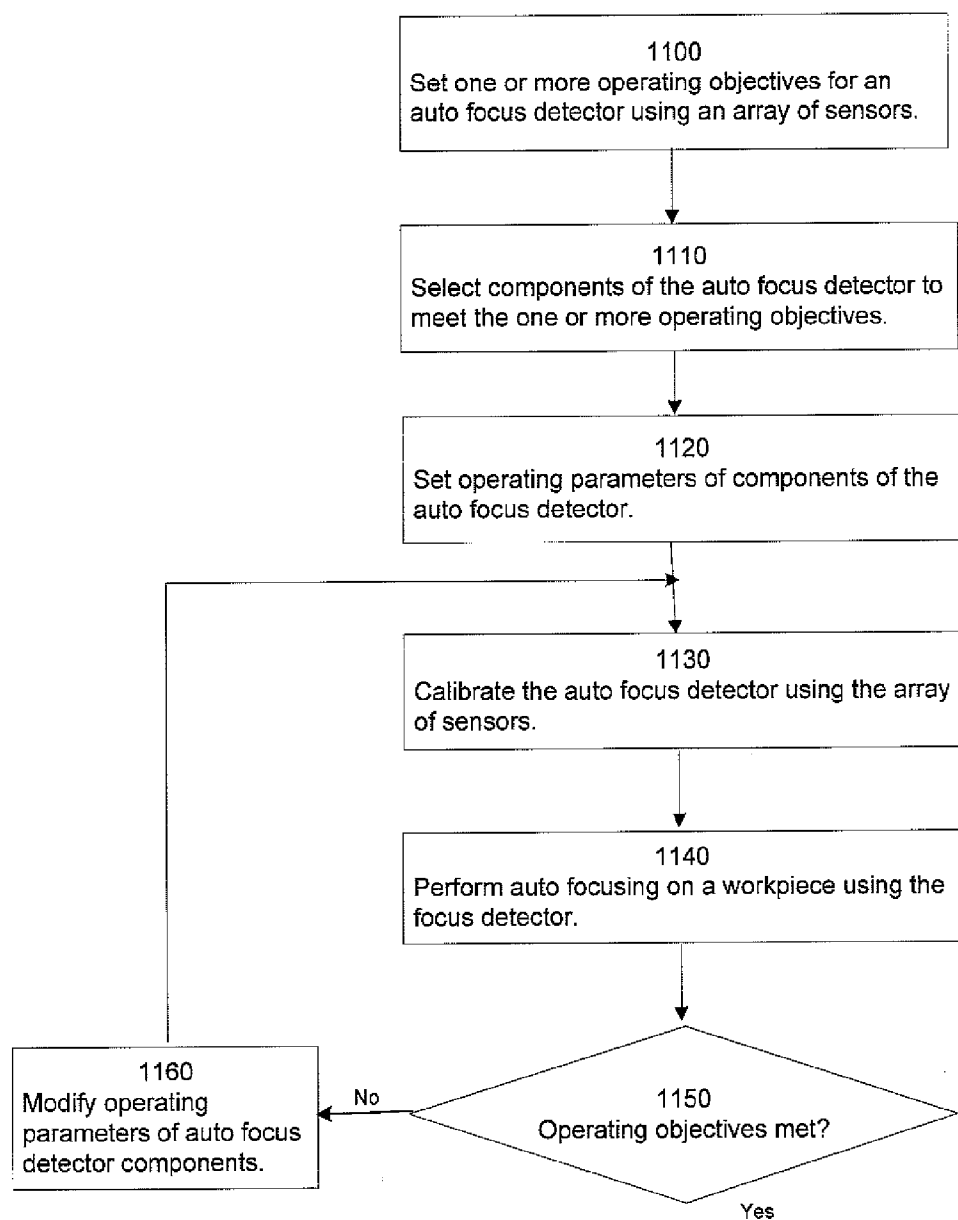 1100
Set one or more operating objectives for an
auto focus detector using an array of sensors.
1110
Select components of the auto focus detector to
meet the one or more operating objectives.
1120
Set operating parameters of components of the
auto focus detector.
1130
Calibrate the auto focus detector using the array
of sensors.
1140
Perform auto focusing on a workpiece using the
focus detector.
1150
Operating objectives met?
No
1160
Modify operating
parameters of auto focus
detector components.
Yes